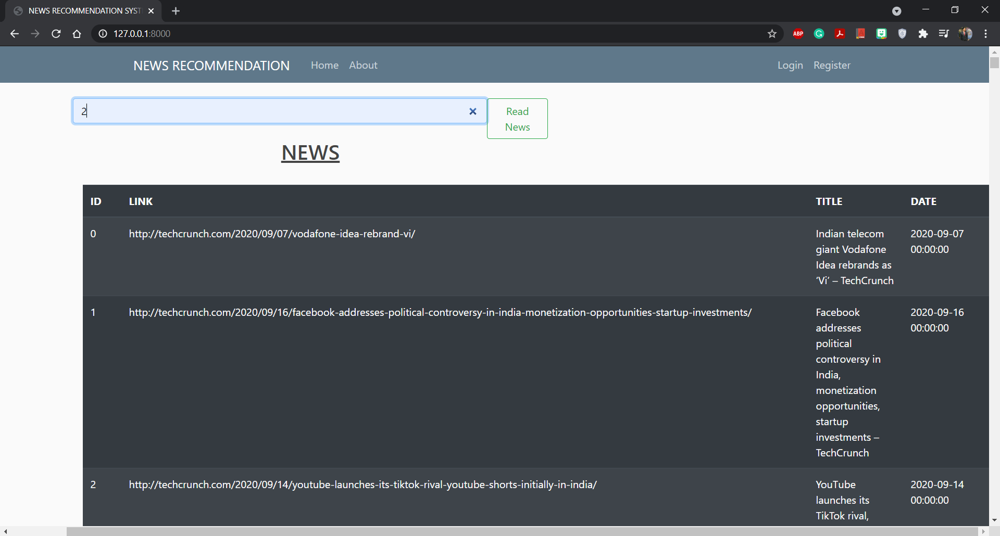 NEWS RECOMMENDATION SYST
127.0.0.1:8000
ABP
NEWS RECOMMENDATION Home About Login Register
2
Read
News
NEWS
ID LINK TITLE DATE
0 http://techcrunch.com/2020/09/07/vodafone-idea-rebrand-vi/ Indian telecom 2020-09-07
giant Vodafone 00:00:00
Idea rebrands as
‘Vi’ – TechCrunch
1 http://techcrunch.com/2020/09/16/facebook-addresses-political-controversy-in-india-monetization-opportunities-startup-investments/ Facebook 2020-09-16
addresses 00:00:00
political
controversy in
India,
monetization
opportunities,
startup
investments –
TechCrunch
2 http://techcrunch.com/2020/09/14/youtube-launches-its-tiktok-rival-youtube-shorts-initially-in-india/ YouTube 2020-09-14
launches its 00:00:00
TikTok rival,